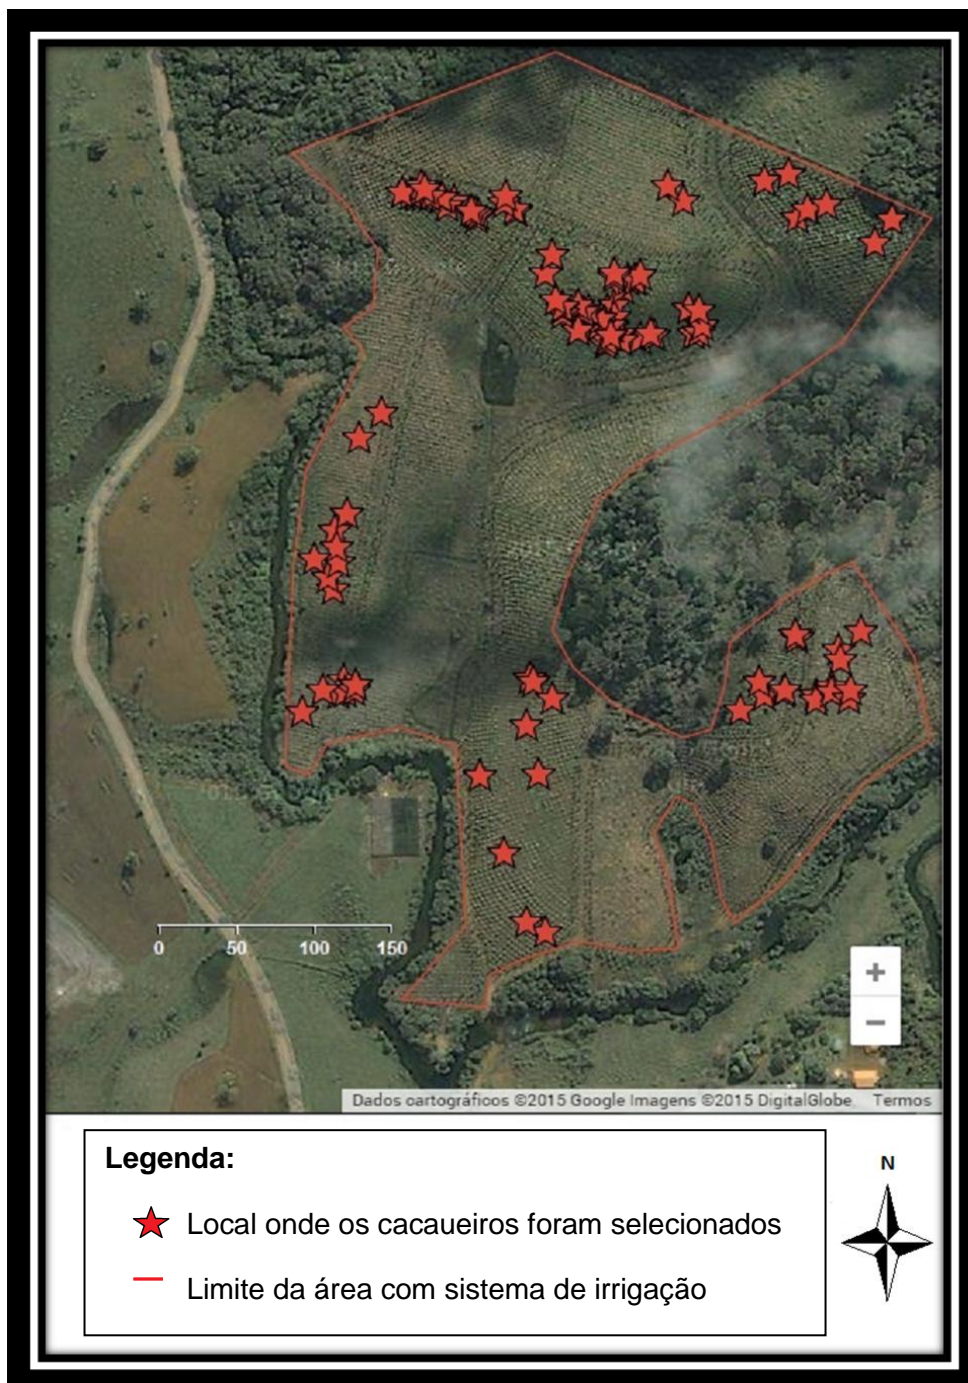 0 50 100 150
+
−
Dados cartográficos ©2015 Google Imagens ©2015 DigitalGlobe Termos
Legenda:
N
Local onde os cacaueiros foram selecionados
Limite da área com sistema de irrigação